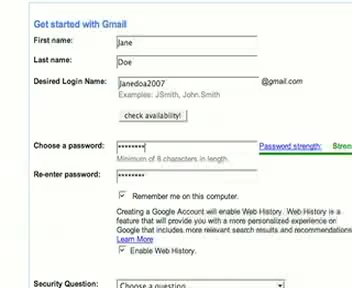 Get started with Gmail
First name:
Jane
Last name:
Doe
Desired Login Name:
Janedoa2007
@gmail.com
Examples: JSmith, John.Smith
check availability!
Choose a password:
********
Password strength:
Stren
Minimum of 8 characters in length.
Re-enter password:
********
Remember me on this computer.
Creating a Google Account will enable Web History. Web History is a
feature that will provide you with a more personalized experience on
Google that includes more relevant search results and recommendations
Learn More
Enable Web History.
Security Question:
Choose a question